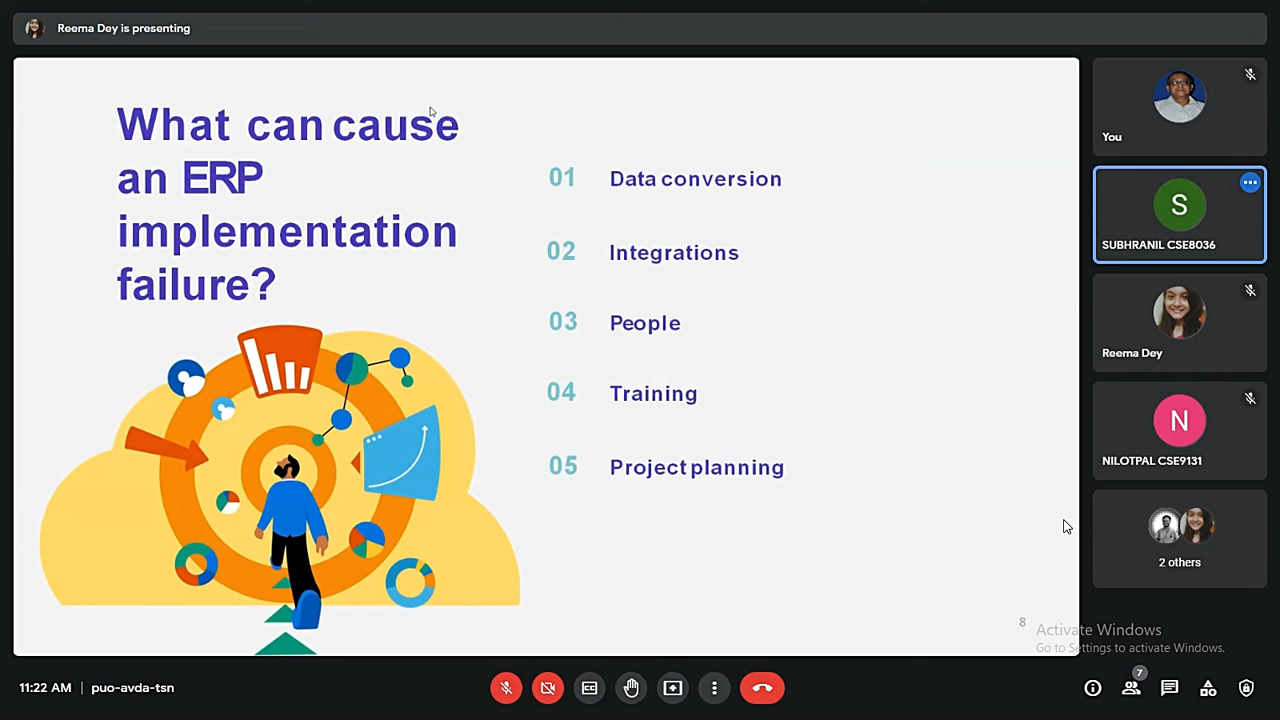 Reema Dey is presenting
What can cause
an ERP
implementation
failure?
01 Data conversion
02 Integrations
03 People
04 Training
05 Project planning
8
You
S
SUBHRANIL CSE8036
Reema Dey
N
NILOTPAL CSE9131
2 others
Activate Windows
Go to Settings to activate Windows.
11:22 AM | puo-avda-tsn
7